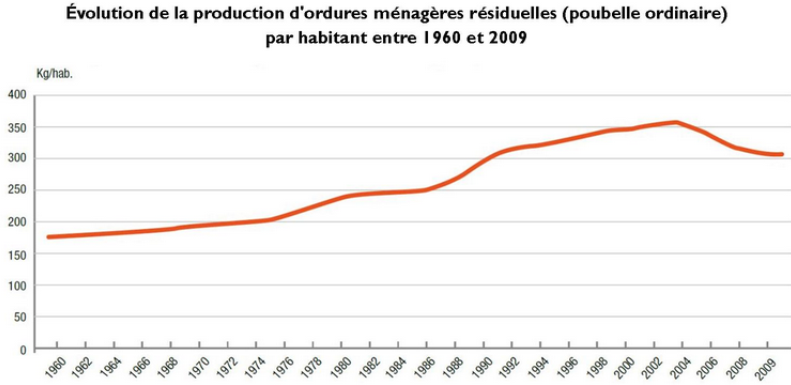 Évolution de la production d'ordures ménagères résiduelles (poubelle ordinaire)
par habitant entre 1960 et 2009
Kg/hab.
400
350
300
250
200
150
100
50
0
1960 1962 1964 1966 1968 1970 1972 1974 1976 1978 1980 1982 1984 1986 1988 1990 1992 1994 1996 1998 2000 2002 2004 2006 2008 2009